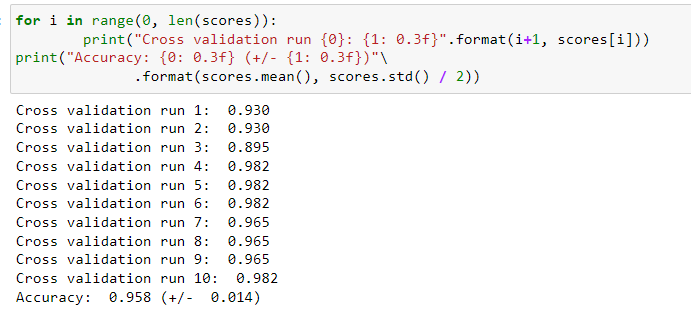 for i in range(0, len(scores)):
        print("Cross validation run {0}: {1: 0.3f}".format(i+1, scores[i]))
print("Accuracy: {0: 0.3f} (+/- {1: 0.3f})"\
              .format(scores.mean(), scores.std() / 2))
Cross validation run 1:  0.930
Cross validation run 2:  0.930
Cross validation run 3:  0.895
Cross validation run 4:  0.982
Cross validation run 5:  0.982
Cross validation run 6:  0.982
Cross validation run 7:  0.965
Cross validation run 8:  0.965
Cross validation run 9:  0.965
Cross validation run 10:  0.982
Accuracy:  0.958 (+/-  0.014)